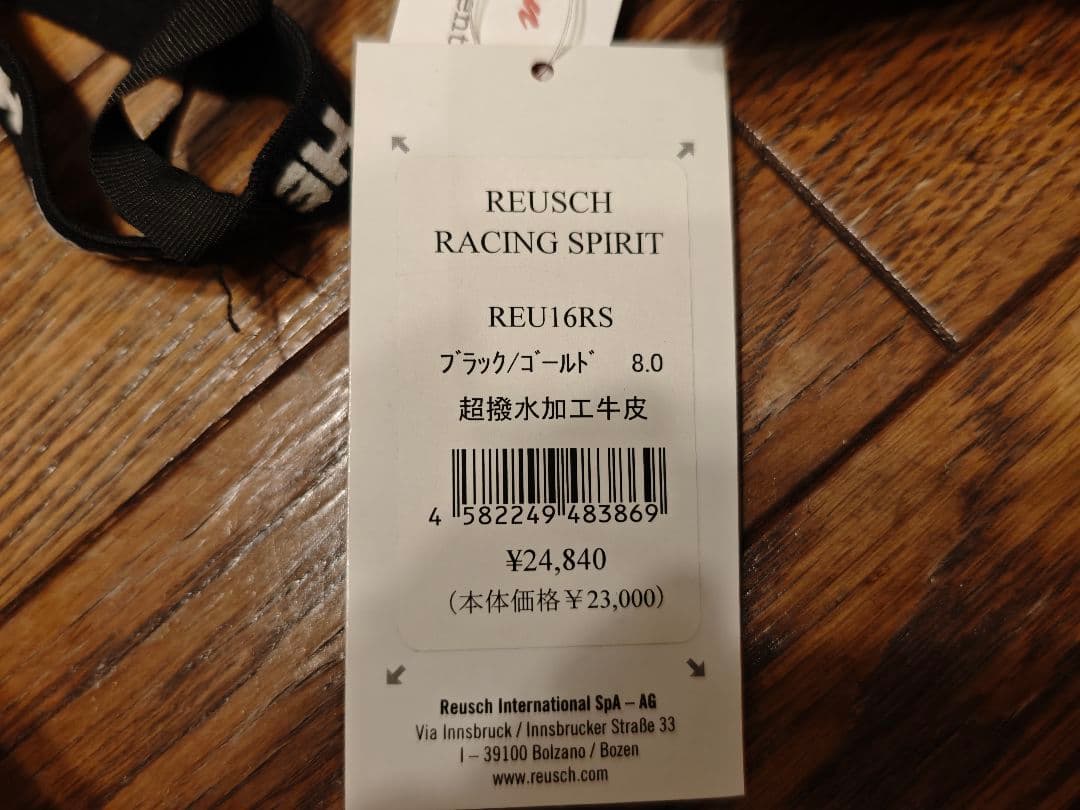 ent
REUSCH
RACING SPIRIT
REU16RS
ﾌﾞﾗｯｸ/ｺﾞｰﾙﾄﾞ 8.0
超撥水加工牛皮
4 582249 483869
¥24,840
（本体価格￥23,000）
Reusch International SpA – AG
Via Innsbruck / Innsbrucker Straße 33
I – 39100 Bolzano / Bozen
www.reusch.com
HE